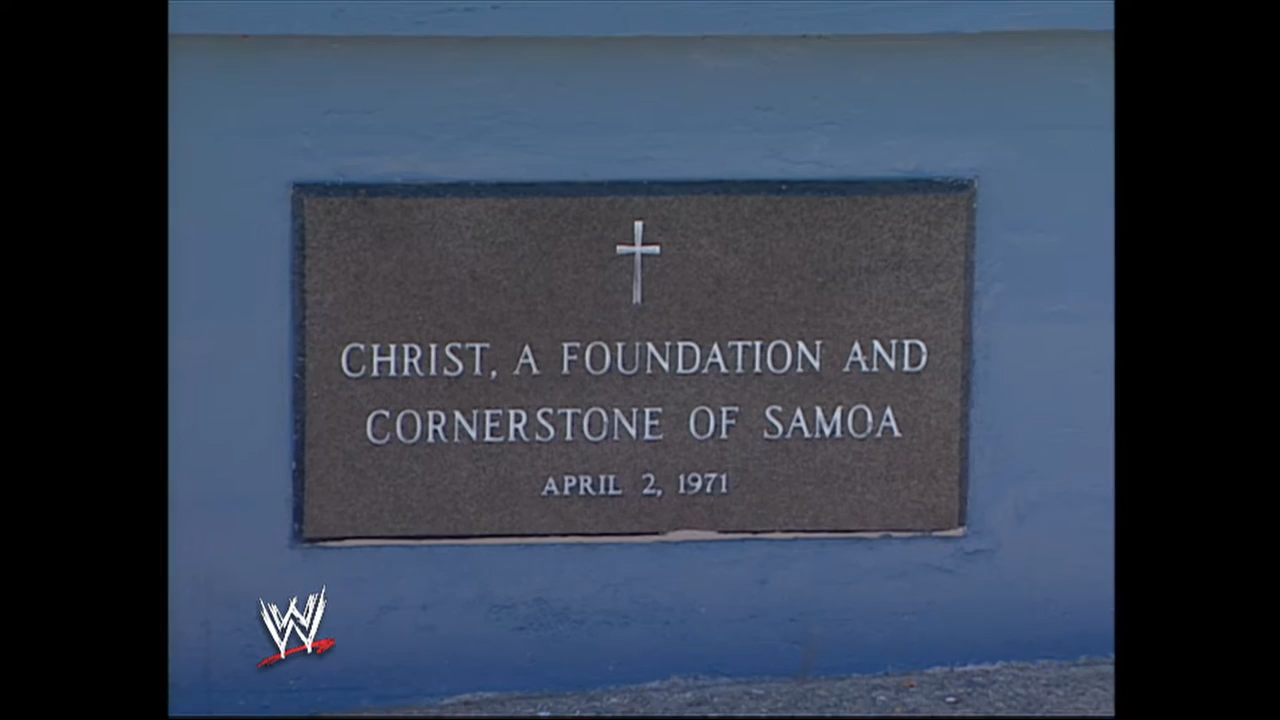 CHRIST, A FOUNDATION AND
CORNERSTONE OF SAMOA
APRIL 2, 1971
W